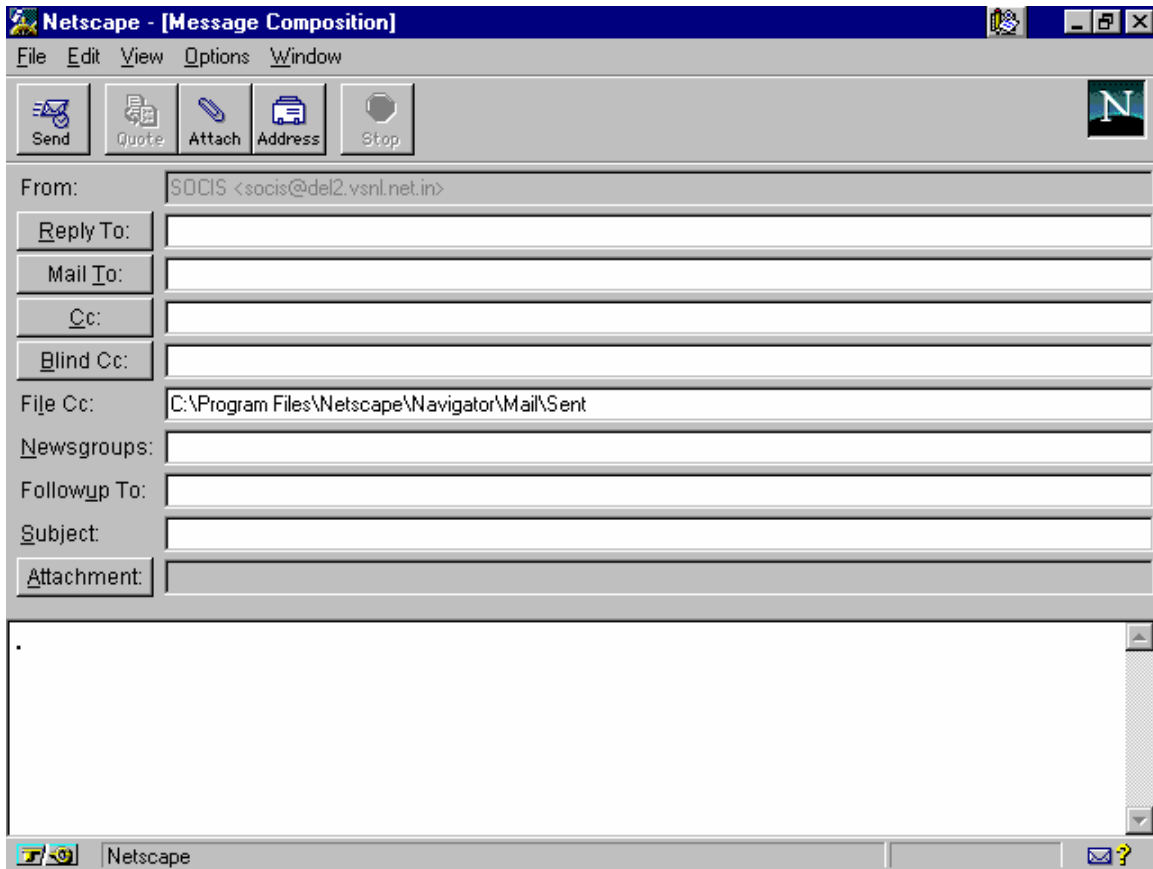 Netscape - [Message Composition]
File Edit View Options Window
Send Quote Attach Address Stop
N
From: SOCIS <socis@del2.vsnl.net.in>
Reply To:
Mail To:
Cc:
Blind Cc:
File Cc: C:\Program Files\Netscape\Navigator\Mail\Sent
Newsgroups:
Followup To:
Subject:
Attachment:
.
Netscape ?